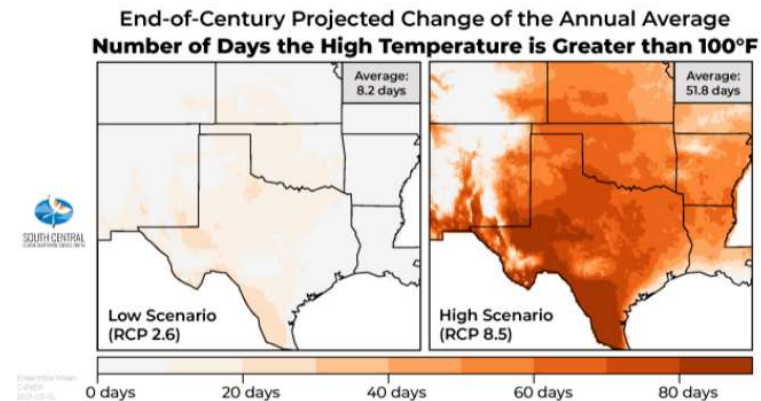 End-of-Century Projected Change of the Annual Average
Number of Days the High Temperature is Greater than 100°F
Average:
8.2 days
Average:
51.8 days
SOUTH CENTRAL
Low Scenario
(RCP 2.6)
High Scenario
(RCP 8.5)
0 days
20 days
40 days
60 days
80 days